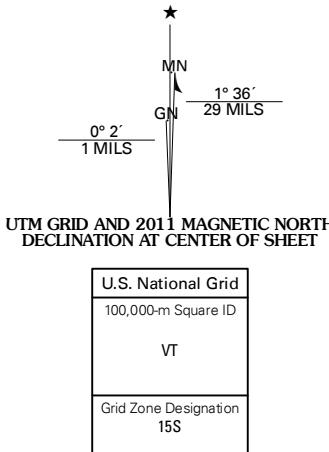 ★
MN
1° 36´
29 MILS
GN
0° 2´
1 MILS
UTM GRID AND 2011 MAGNETIC NORTH
DECLINATION AT CENTER OF SHEET
U.S. National Grid
100,000-m Square ID
VT
Grid Zone Designation
15S